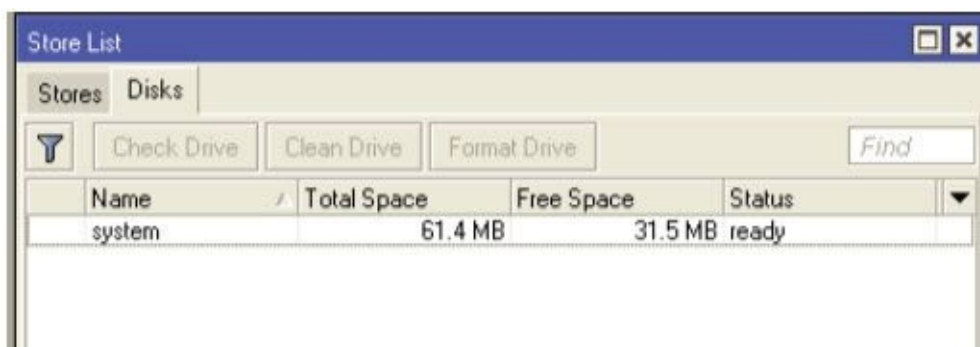 Store List
Stores Disks
Check Drive Clean Drive Format Drive Find
Name Total Space Free Space Status
system 61.4 MB 31.5 MB ready